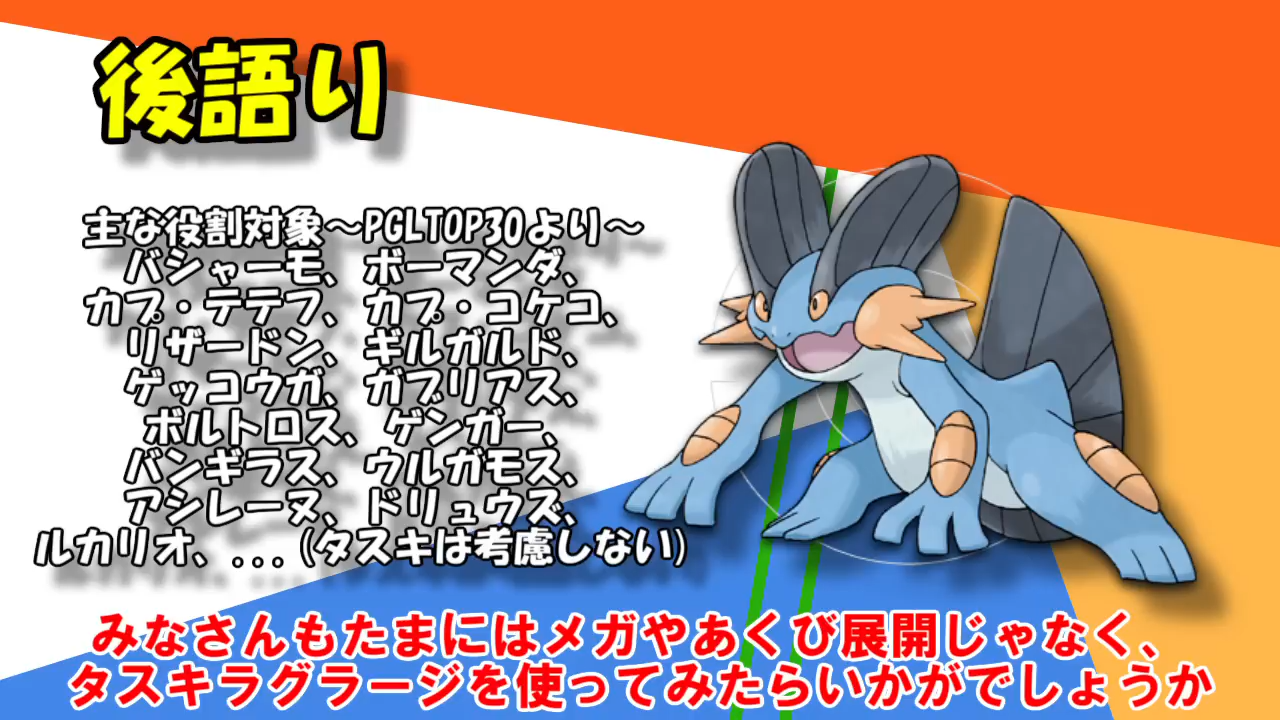 後語り
主な役割対象～PGLTOP30より～
バシャーモ、ボーマンダ、
カプ・テテフ、カプ・コケコ、
リザードン、ギルガルド、
ゲッコウガ、ガブリアス、
ボルトロス、ゲンガー、
バンギラス、ウルガモス、
アシレーヌ、ドリュウズ、
ルカリオ、...(タスキは考慮しない)
みなさんもたまにはメガやあくび展開じゃなく、
タスキラグラージを使ってみたらいかがでしょうか